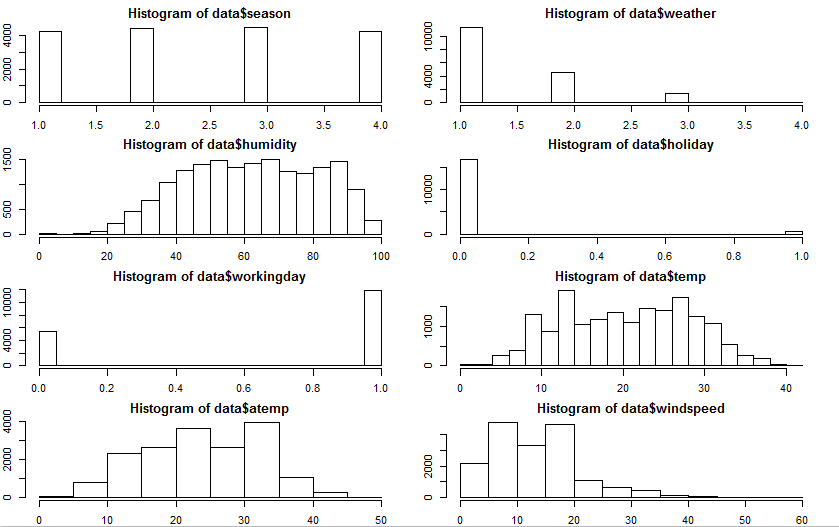 Histogram of data$season
4000
2000
0
1.0 1.5 2.0 2.5 3.0 3.5 4.0
Histogram of data$weather
10000
4000
0
1.0 1.5 2.0 2.5 3.0 3.5 4.0
Histogram of data$humidity
1500
500
0
0 20 40 60 80 100
Histogram of data$holiday
10000
0
0.0 0.2 0.4 0.6 0.8 1.0
Histogram of data$workingday
10000
4000
0
0.0 0.2 0.4 0.6 0.8 1.0
Histogram of data$temp
1000
0
0 10 20 30 40
Histogram of data$atemp
4000
2000
0
0 10 20 30 40 50
Histogram of data$windspeed
2000
0
0 10 20 30 40 50 60